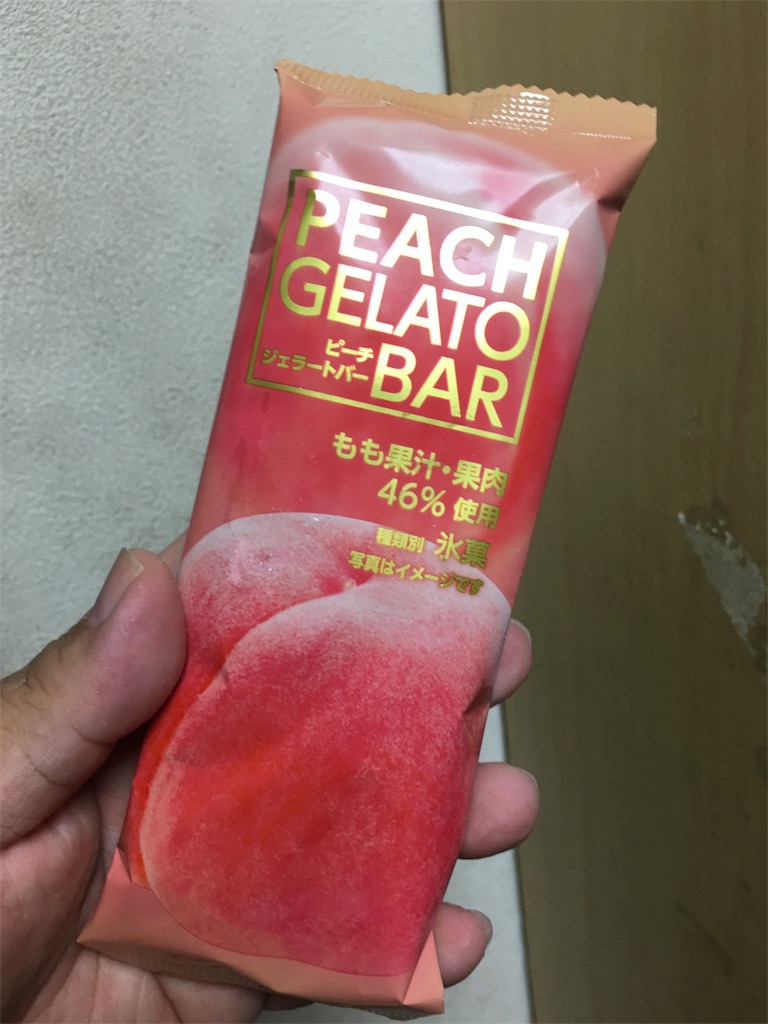 PEACH
GELATO
ピーチ
ジェラートバー
BAR
もも果汁・果肉
46% 使用
種類別 氷菓
写真はイメージです